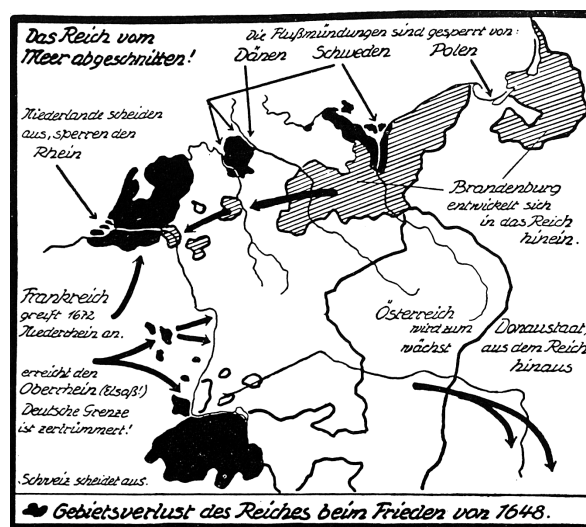 Das Reich vom
Meer abgeschnitten!
Die Flußmündungen sind gesperrt von:
Dänen Schweden Polen
Niederlande scheiden
aus, sperren den
Rhein
Brandenburg
entwickelt sich
in das Reich
hinein.
Frankreich
greift 1672
Niederrhein an.
erreicht den
Oberrhein (Elsaß!)
Deutsche Grenze
ist zertrümmert!
Österreich
wird zum
wächst
Donaustaat,
aus dem Reich
hinaus
Schweiz scheidet aus.
Gebietsverlust des Reiches beim Frieden von 1648.